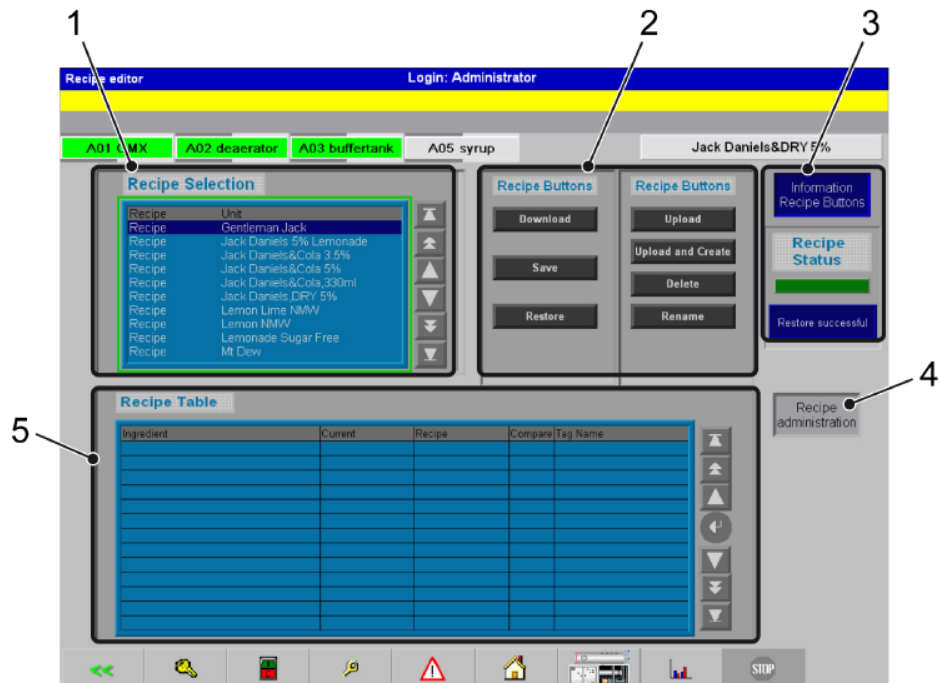 1
2
3
Recipe editor
Login: Administrator
A01 QMX
A02 deaerator
A03 buffertank
A05 syrup
Jack Daniels&DRY 5%
Recipe Selection
Recipe Unit
Recipe Gentleman Jack
Recipe Jack Daniels 5% Lemonade
Recipe Jack Daniels&Cola 3.5%
Recipe Jack Daniels&Cola 5%
Recipe Jack Daniels&Cola,330ml
Recipe Jack Daniels,DRY 5%
Recipe Lemon Lime NMW
Recipe Lemon NMW
Recipe Lemonade Sugar Free
Recipe Mt Dew
Recipe Buttons
Download
Save
Restore
Recipe Buttons
Upload
Upload and Create
Delete
Rename
Information
Recipe Buttons
Recipe
Status
Restore successful
4
Recipe
administration
5
Recipe Table
Ingredient Current Recipe Compare Tag Name
<<
STOP